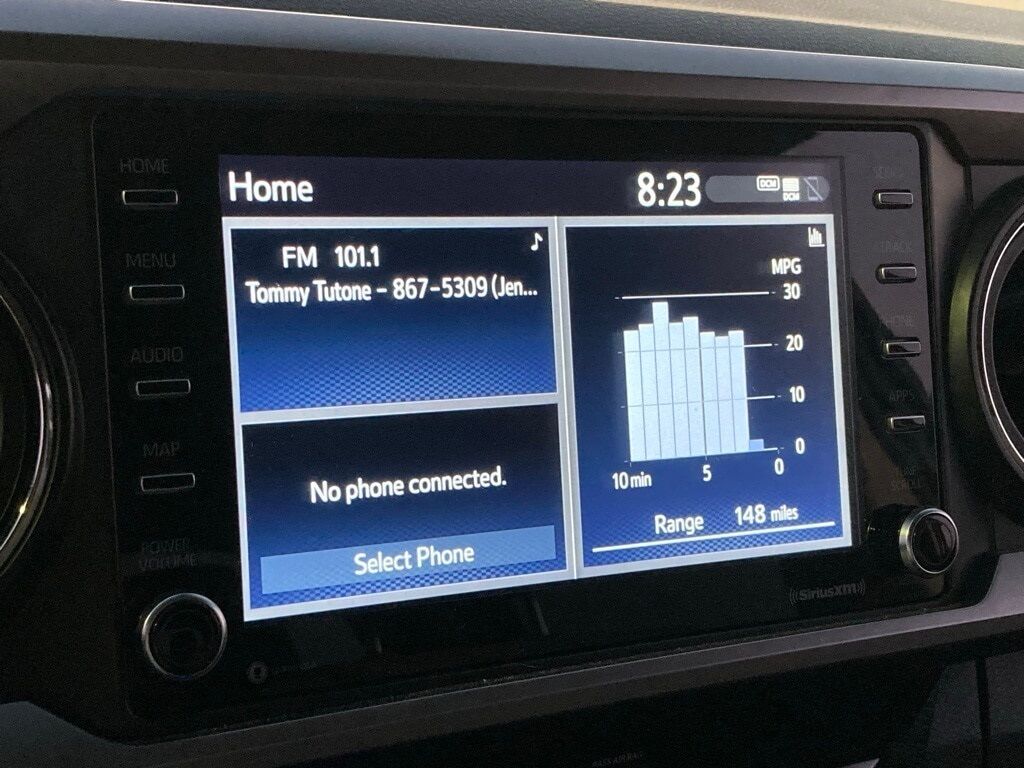 HOME
MENU
AUDIO
MAP
POWER
VOLUME
Home
8:23
DCM
DCM
FM 101.1
Tommy Tutone - 867-5309 (Jen...
No phone connected.
Select Phone
MPG
30
20
10
0
10 min
5
0
Range 148 miles
TRACK
APPS
SiriusXM